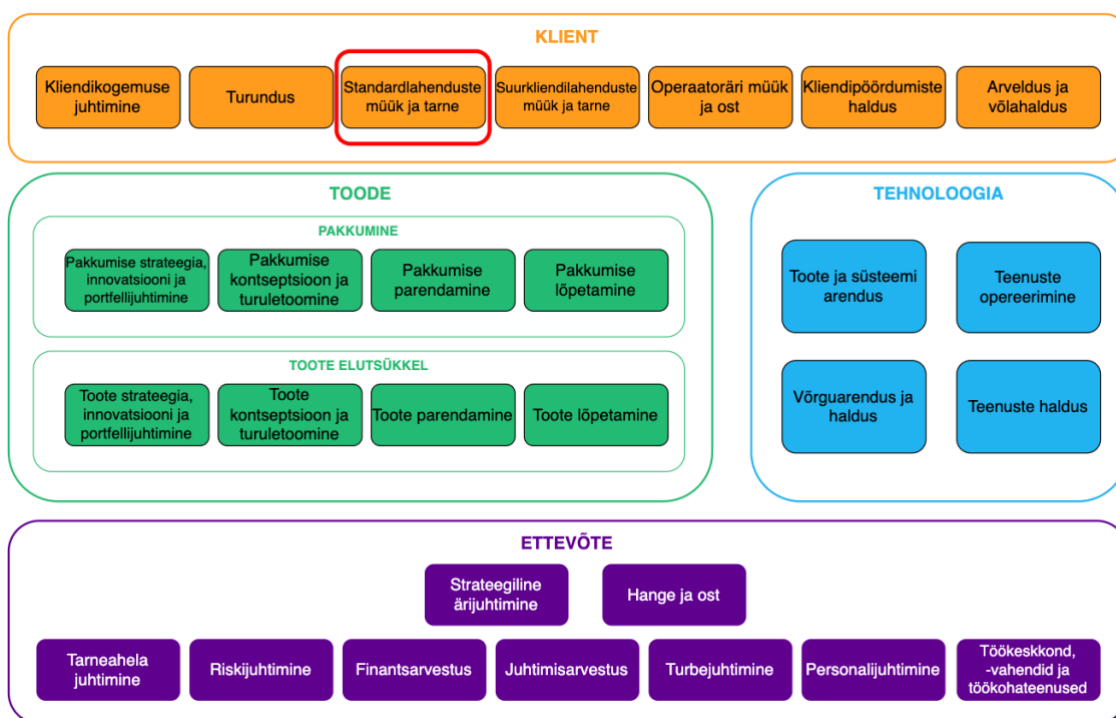 KLIENT
Kliendikogemuse
juhtimine
Turundus
Standardlahenduste
müük ja tarne
Suurkliendilahenduste
müük ja tarne
Operaatoräri müük
ja ost
Kliendipöördumiste
haldus
Arveldus ja
võlahaldus
TOODE
PAKKUMINE
Pakkumise strateegia,
innovatsiooni ja
portfellijuhtimine
Pakkumise
kontseptsioon ja
turuletoomine
Pakkumise
parendamine
Pakkumise
lõpetamine
TOOTE ELUTSÜKKEL
Toote strateegia,
innovatsiooni ja
portfellijuhtimine
Toote
kontseptsioon ja
turuletoomine
Toote parendamine
Toote lõpetamine
TEHNOLOOGIA
Toote ja süsteemi
arendus
Teenuste
opereerimine
Võrguarendus ja
haldus
Teenuste haldus
ETTEVÕTE
Strateegiline
ärijuhtimine
Hange ja ost
Tarneahela
juhtimine
Riskijuhtimine
Finantsarvestus
Juhtimisarvestus
Turbejuhtimine
Personalijuhtimine
Töökeskkond,
-vahendid ja
töökohateenused